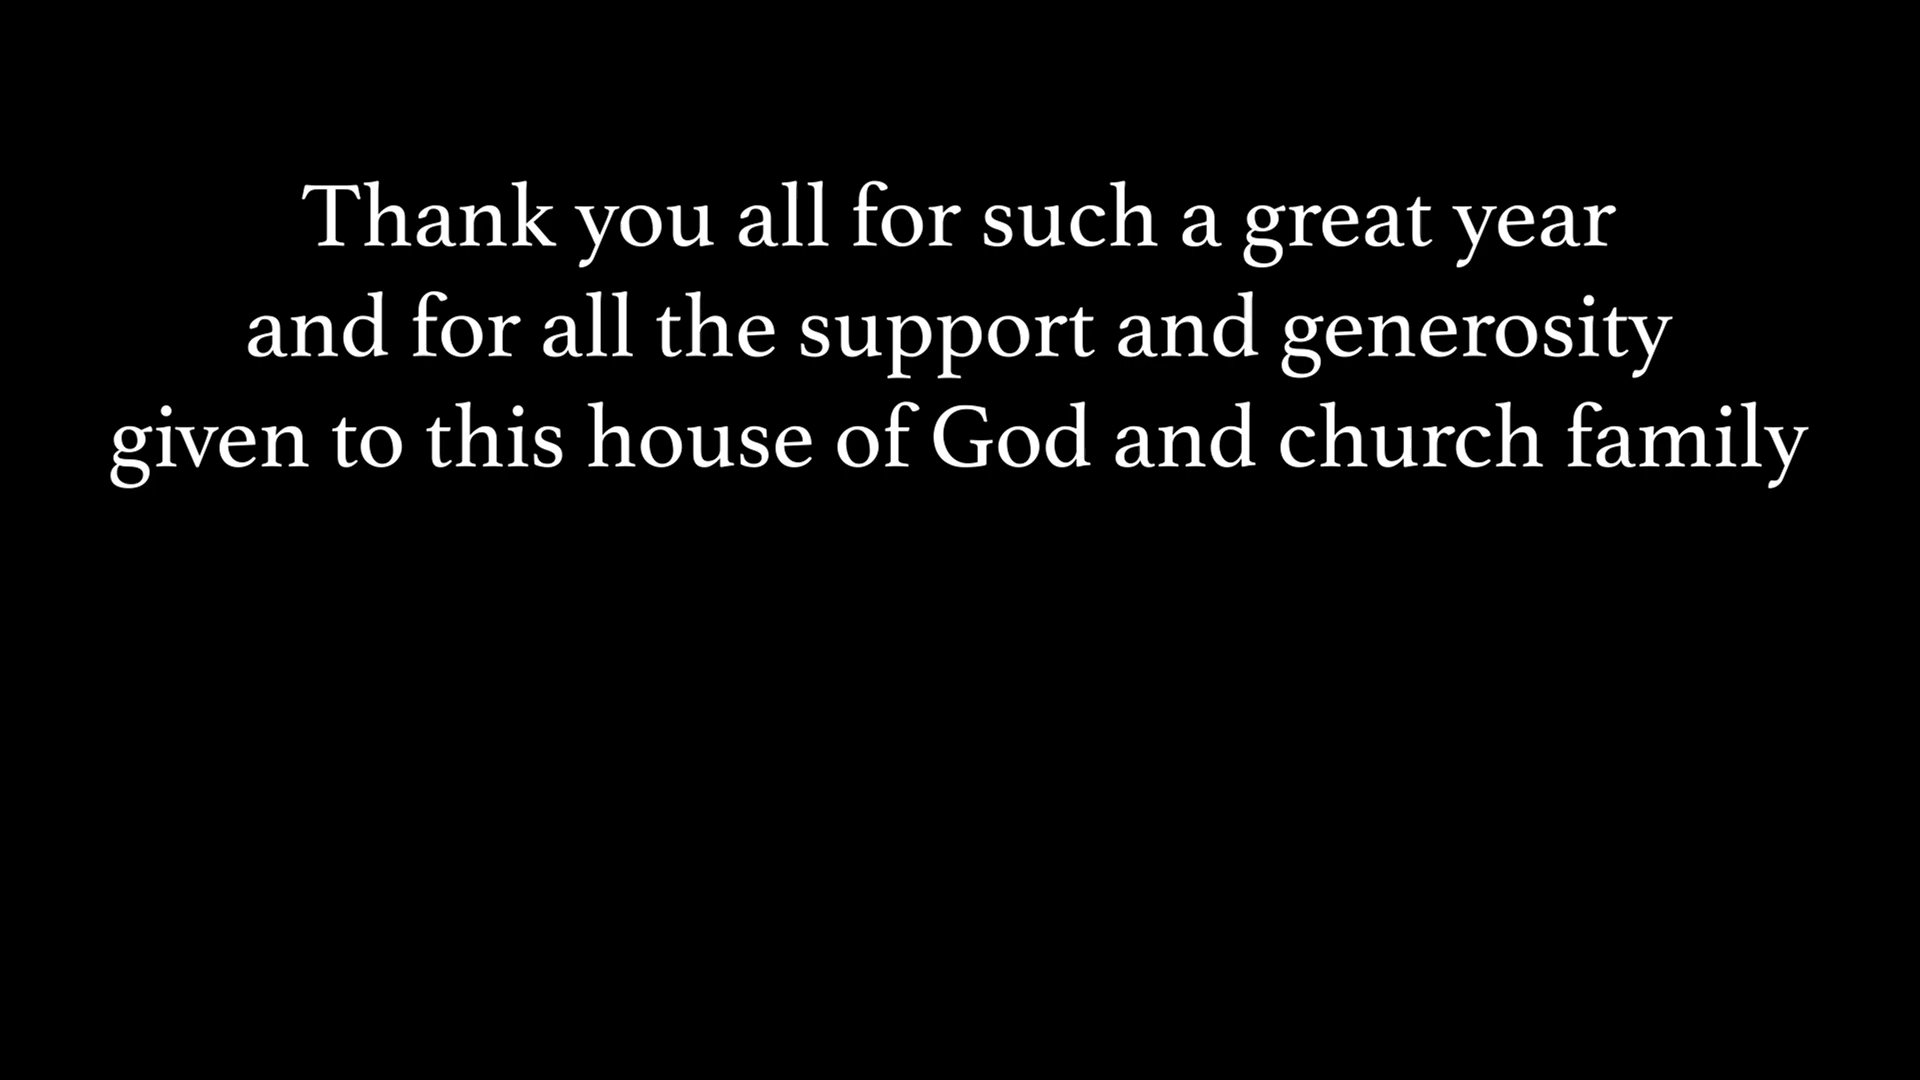 Thank you all for such a great year
and for all the support and generosity
given to this house of God and church family